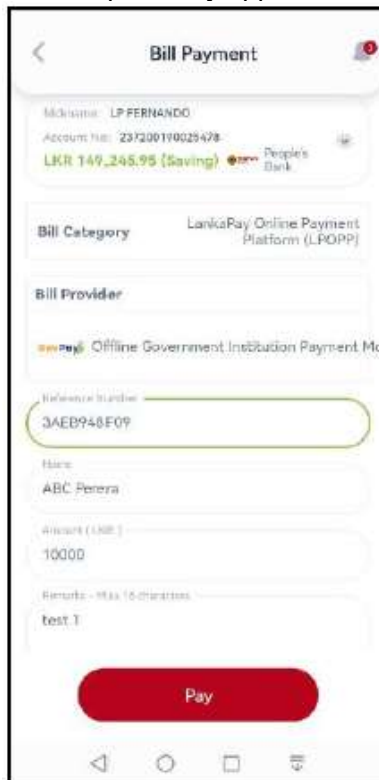 Bill Payment
Nickname: LP FERNANDO
Account No: 237200190025478
LKR 149,245.95 (Saving)
People's
Bank
Bill Category
LankaPay Online Payment
Platform (LPOPP)
Bill Provider
GovPay Offline Government Institution Payment Mo
Reference Number
3AEB948F09
Name
ABC Perera
Amount ( LKR )
10000
Remarks - Max 16 characters
test 1
Pay